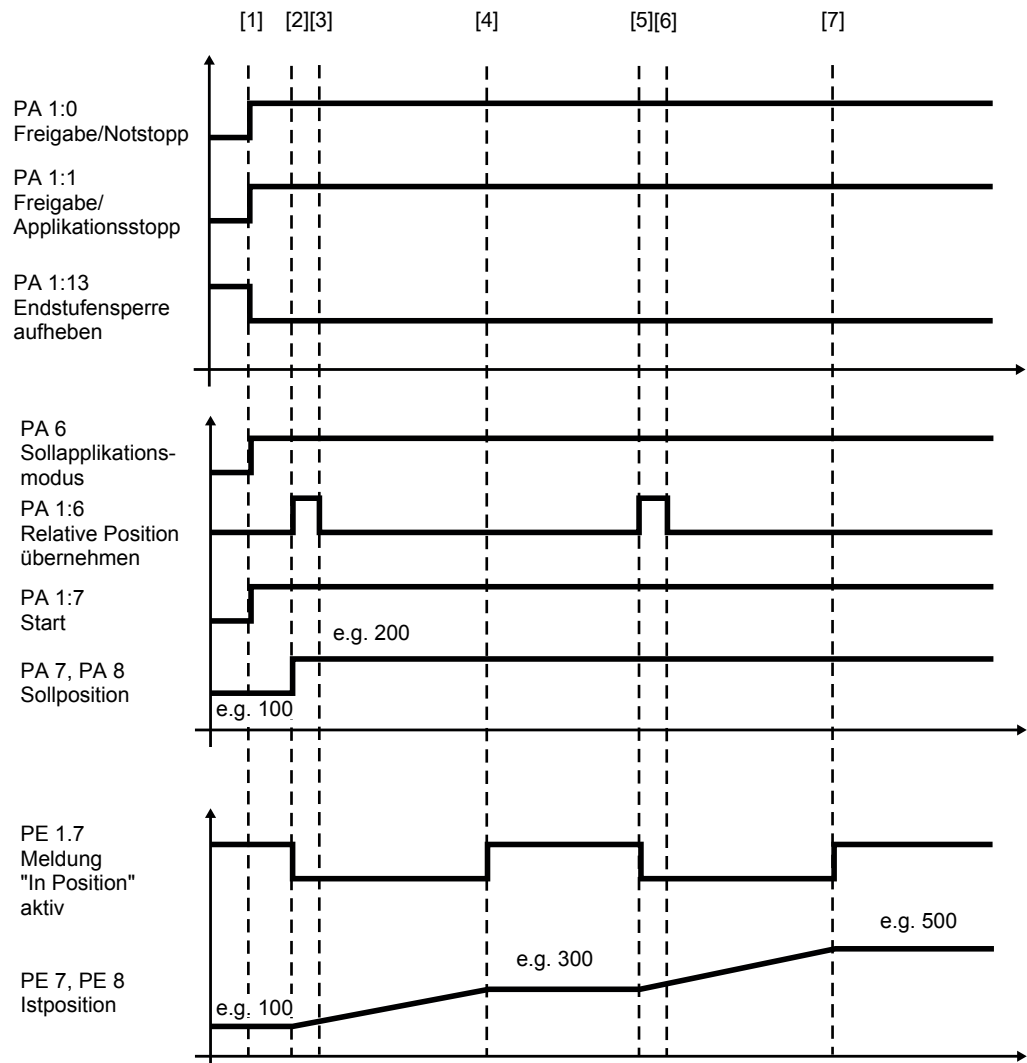 [1] [2][3] [4] [5][6] [7]
PA 1:0
Freigabe/Notstopp
PA 1:1
Freigabe/
Applikationsstopp
PA 1:13
Endstufensperre
aufheben
PA 6
Sollapplikations-
modus
PA 1:6
Relative Position
übernehmen
PA 1:7
Start
e.g. 200
PA 7, PA 8
Sollposition
e.g. 100
PE 1.7
Meldung
"In Position"
aktiv
e.g. 500
e.g. 300
PE 7, PE 8
Istposition
e.g. 100